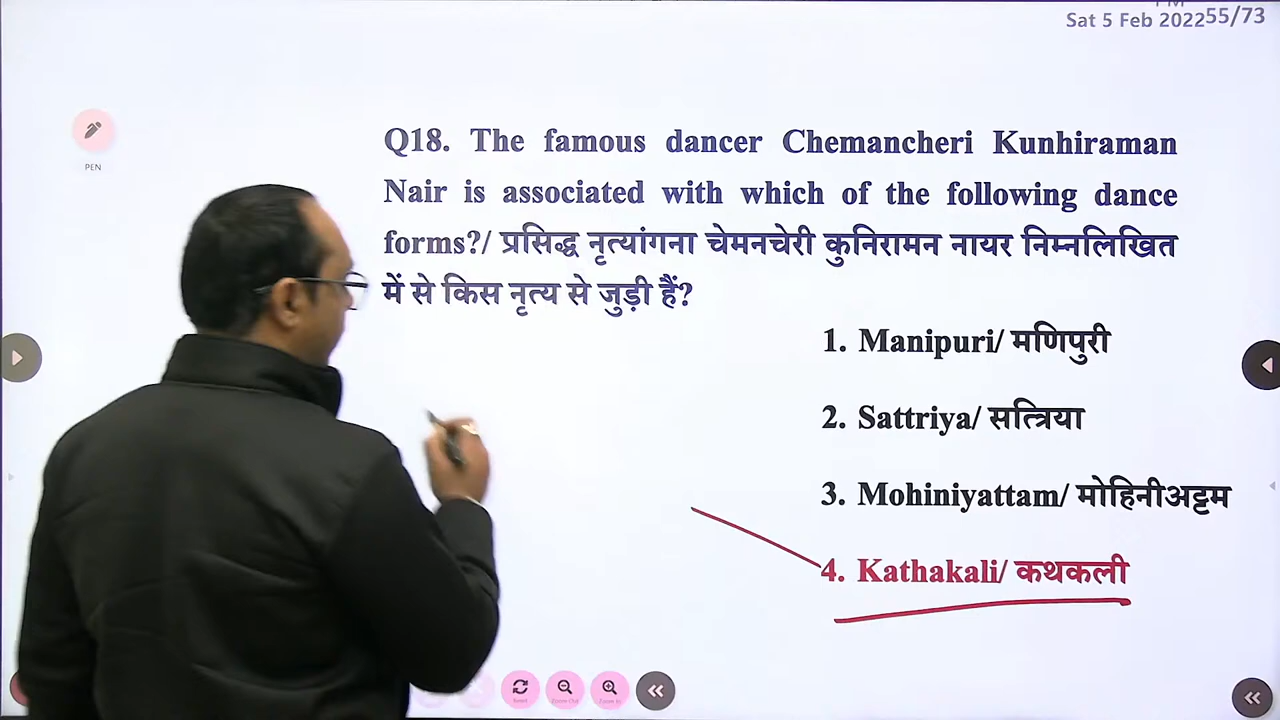 Sat 5 Feb 2022
55/73
PEN
Q18. The famous dancer Chemancheri Kunhiraman
Nair is associated with which of the following dance
forms?/ प्रसिद्ध नृत्यांगना चेमनचेरी कुनिरामन नायर निम्नलिखित
में से किस नृत्य से जुड़ी हैं?
1. Manipuri/ मणिपुरी
2. Sattriya/ सत्त्रिया
3. Mohiniyattam/ मोहिनीअट्टम
4. Kathakali/ कथकली